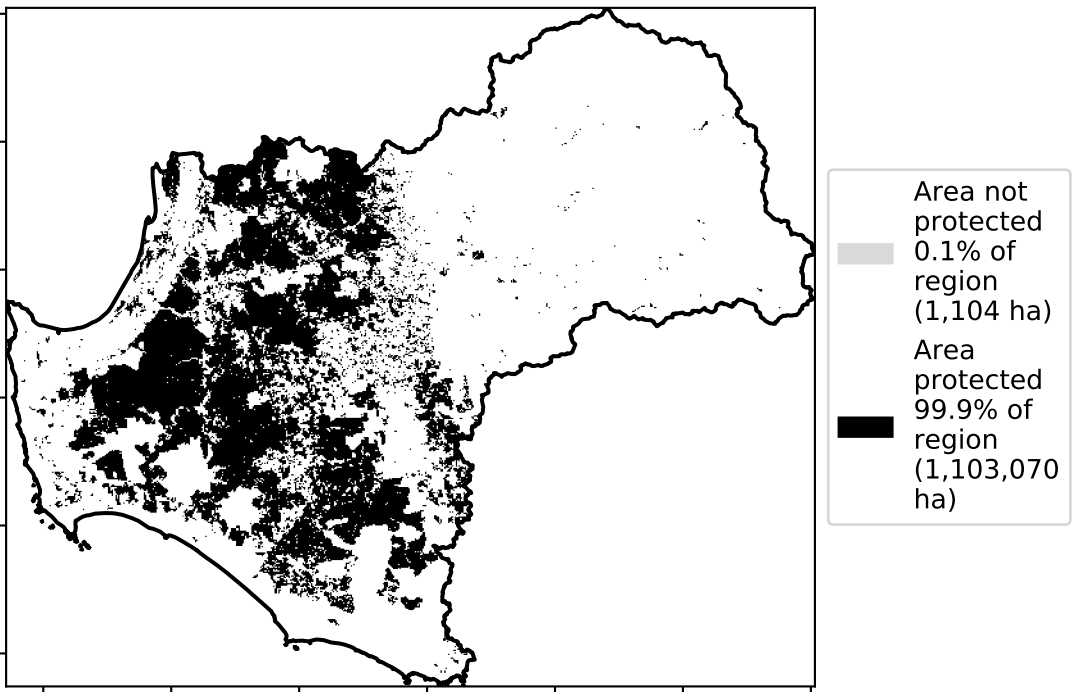 Area not
protected
0.1% of
region
(1,104 ha)
Area
protected
99.9% of
region
(1,103,070
ha)